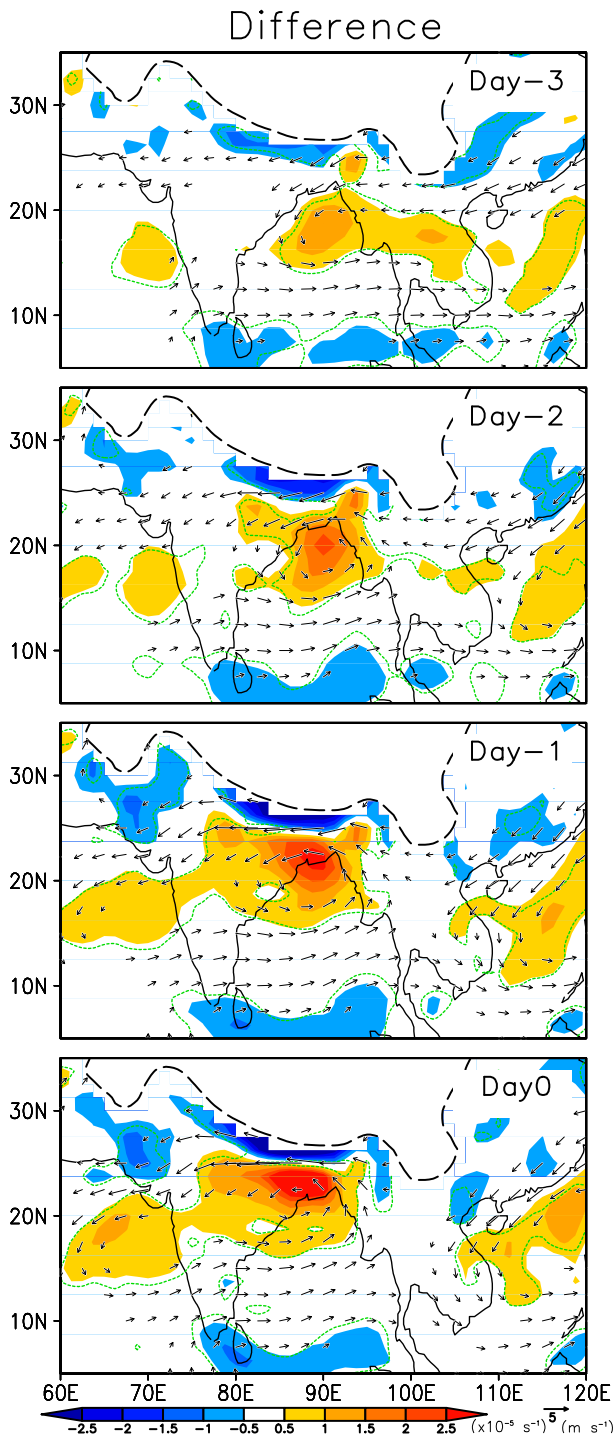 Difference
Day-3
30N
20N
10N
Day-2
30N
20N
10N
Day-1
30N
20N
10N
Day0
30N
20N
10N
60E 70E 80E 90E 100E 110E 120E
-2.5 -2 -1.5 -1 -0.5 0.5 1 1.5 2 2.5 (x10⁻⁵ s⁻¹) 5 (m s⁻¹)